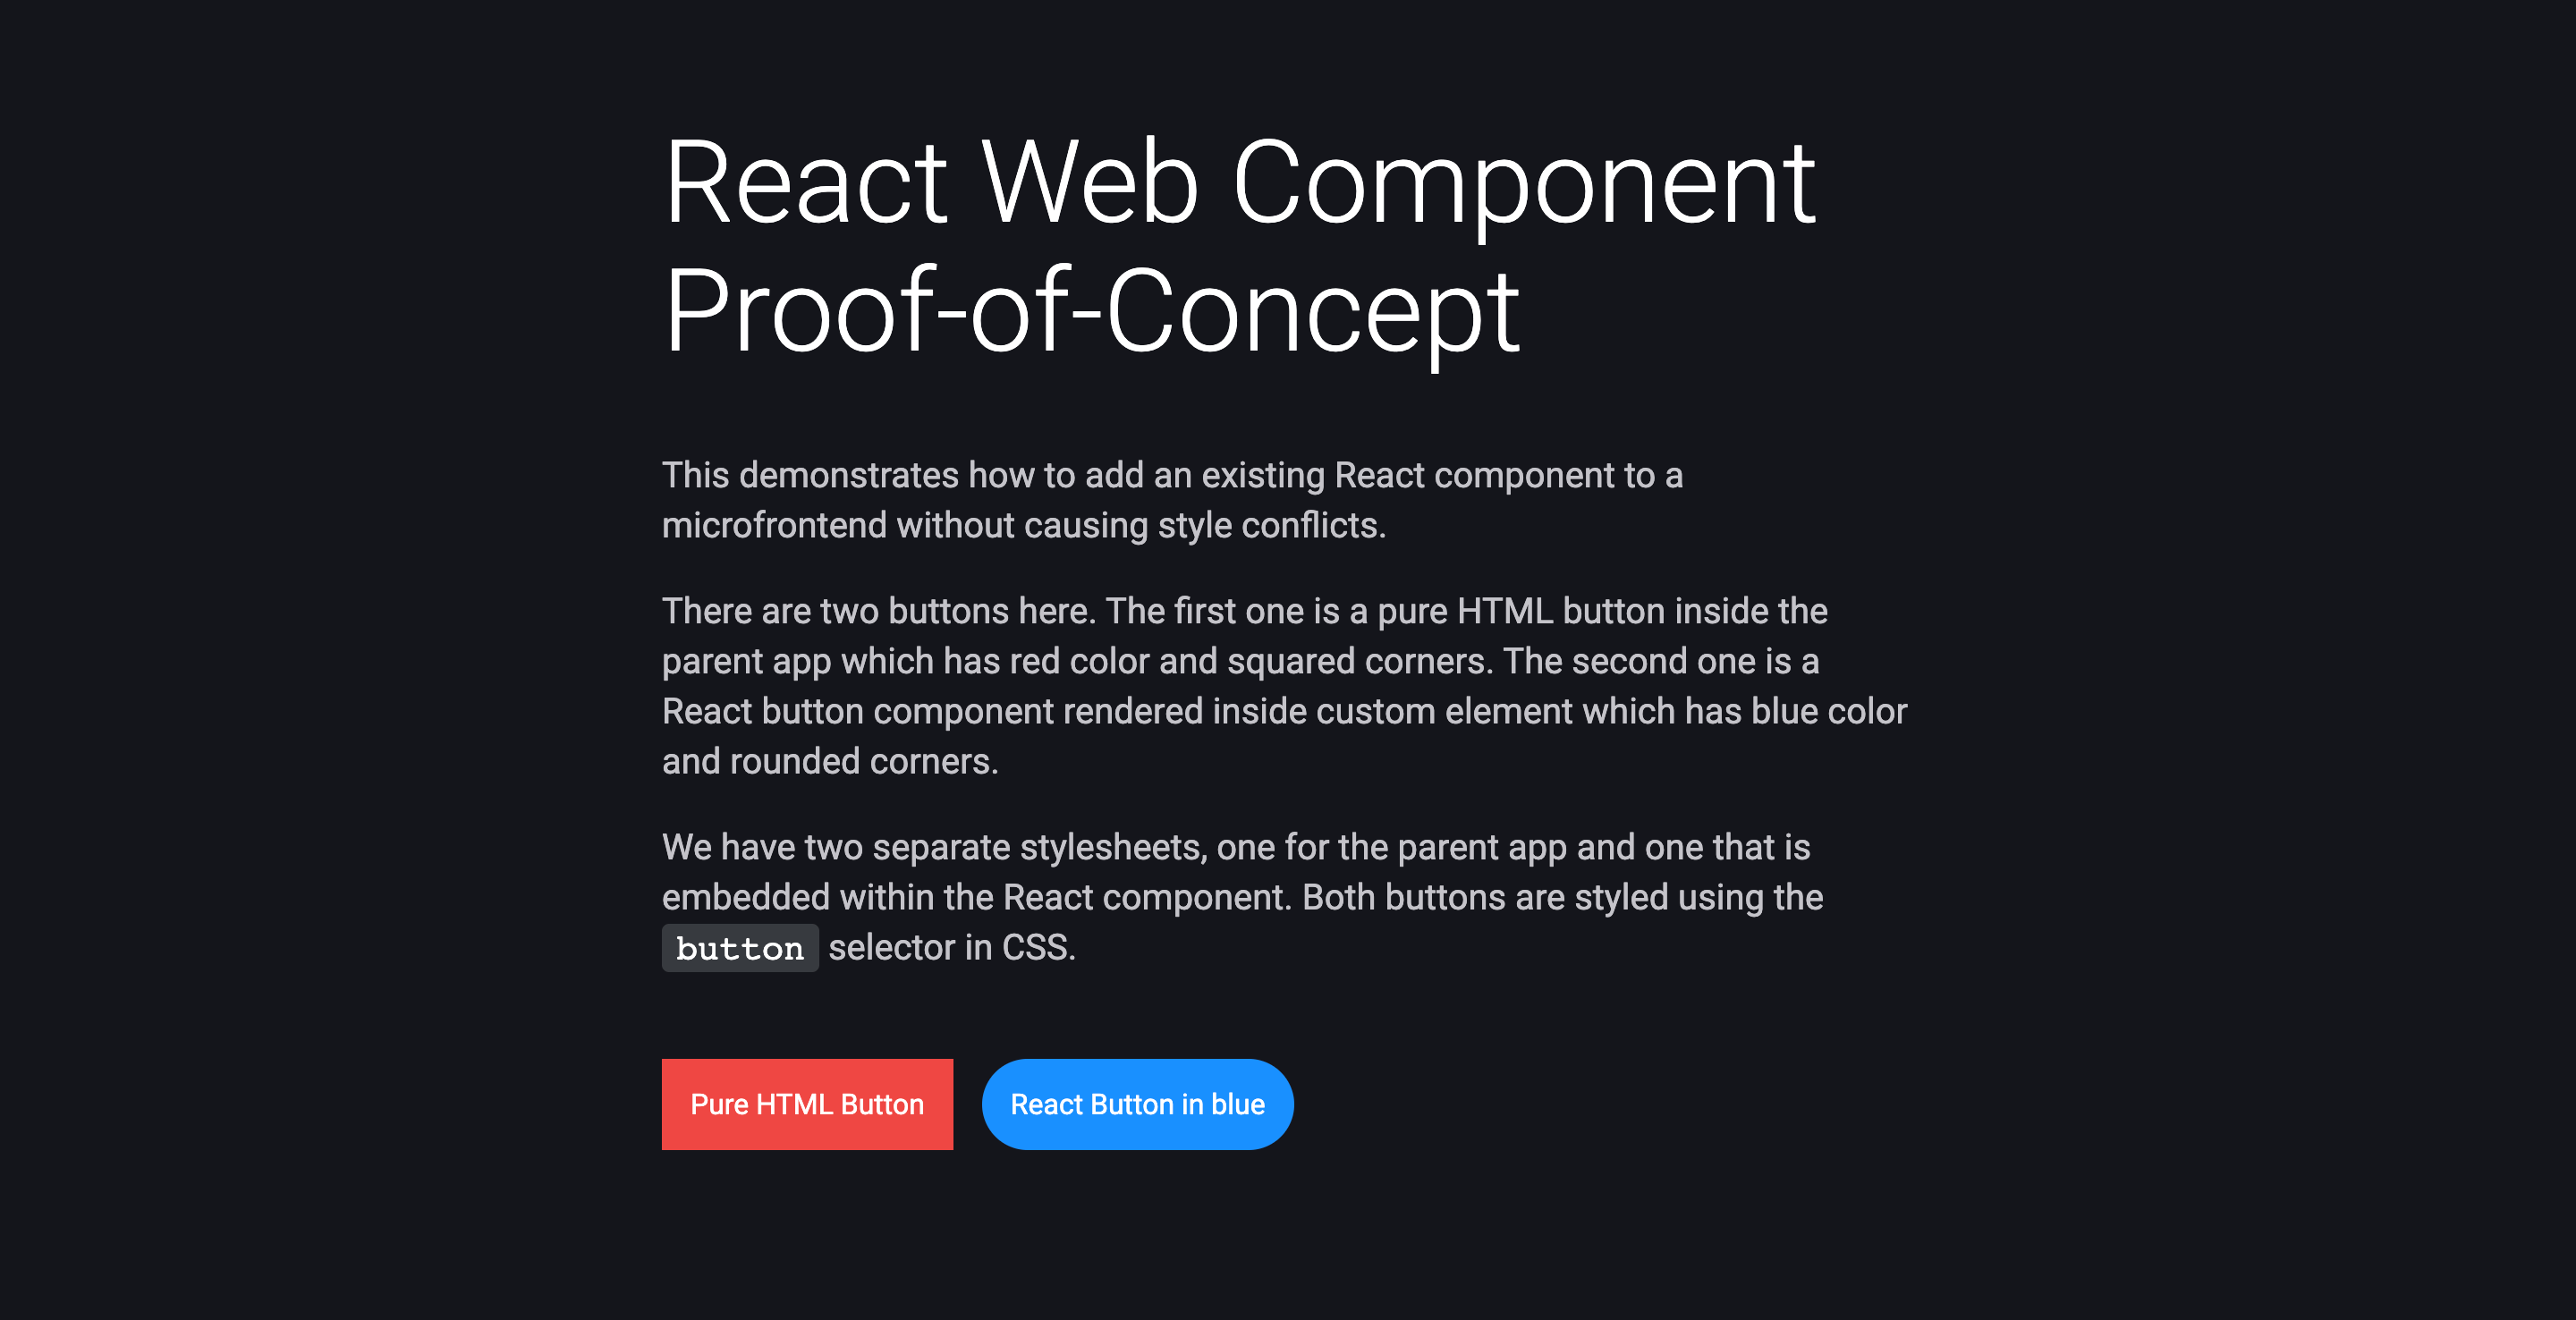 React Web Component
Proof-of-Concept
This demonstrates how to add an existing React component to a
microfrontend without causing style conflicts.
There are two buttons here. The first one is a pure HTML button inside the
parent app which has red color and squared corners. The second one is a
React button component rendered inside custom element which has blue color
and rounded corners.
We have two separate stylesheets, one for the parent app and one that is
embedded within the React component. Both buttons are styled using the
button selector in CSS.
Pure HTML Button
React Button in blue